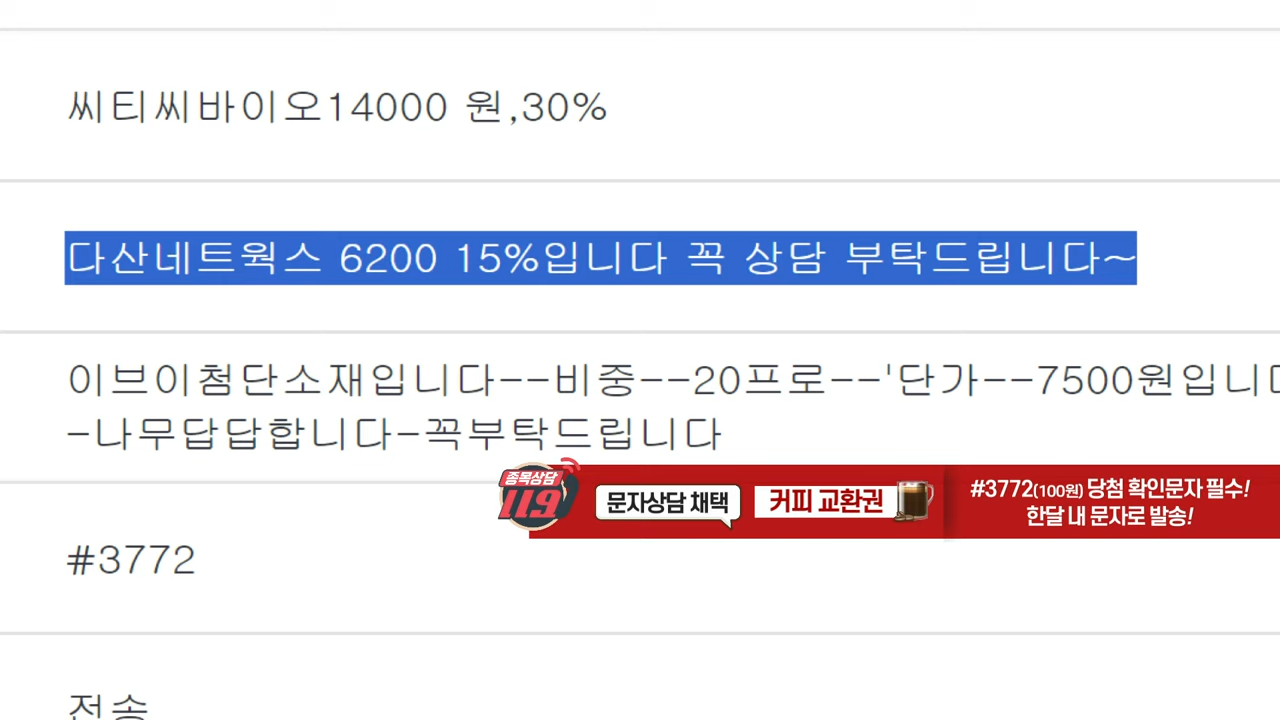 씨티씨바이오14000 원,30%
다산네트웍스 6200 15%입니다 꼭 상담 부탁드립니다~
이브이첨단소재입니다--비중--20프로--'단가--7500원입니다
-나무답답합니다-꼭부탁드립니다
종목상담
119
문자상담 채택
커피 교환권
#3772(100원) 당첨 확인문자 필수!
한달 내 문자로 발송!
#3772
전송